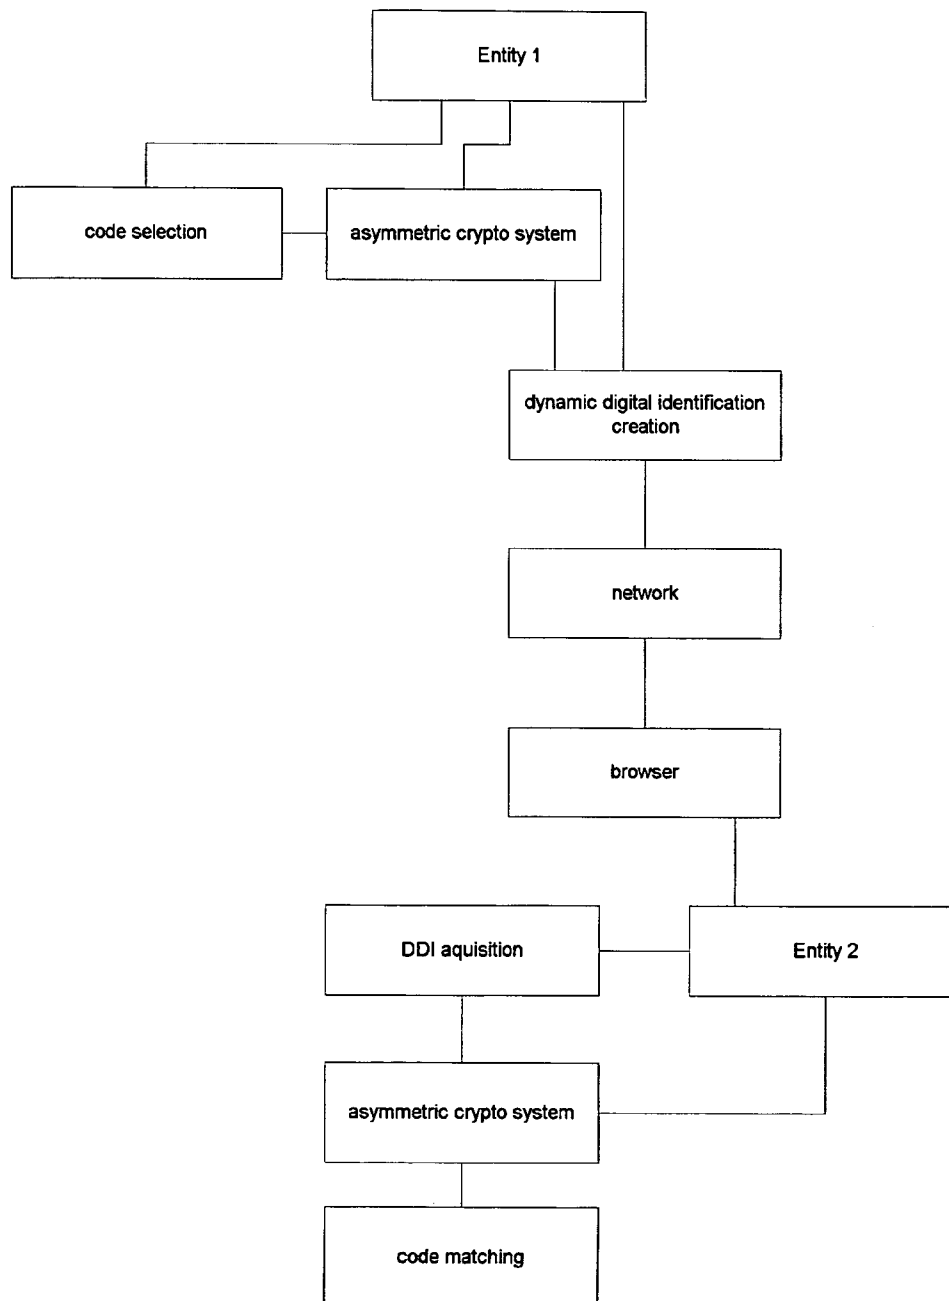 Entity 1
code selection
asymmetric crypto system
dynamic digital identification
creation
network
browser
DDI aquisition
Entity 2
asymmetric crypto system
code matching